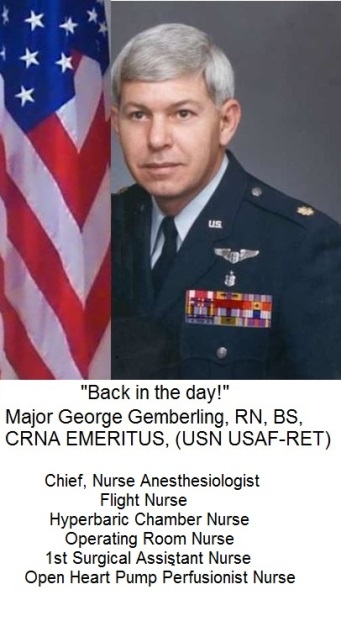 U.S.
"Back in the day!"
Major George Gemberling, RN, BS,
CRNA EMERITUS, (USN USAF-RET)
Chief, Nurse Anesthesiologist
Flight Nurse
Hyperbaric Chamber Nurse
Operating Room Nurse
1st Surgical Assistant Nurse
Open Heart Pump Perfusionist Nurse